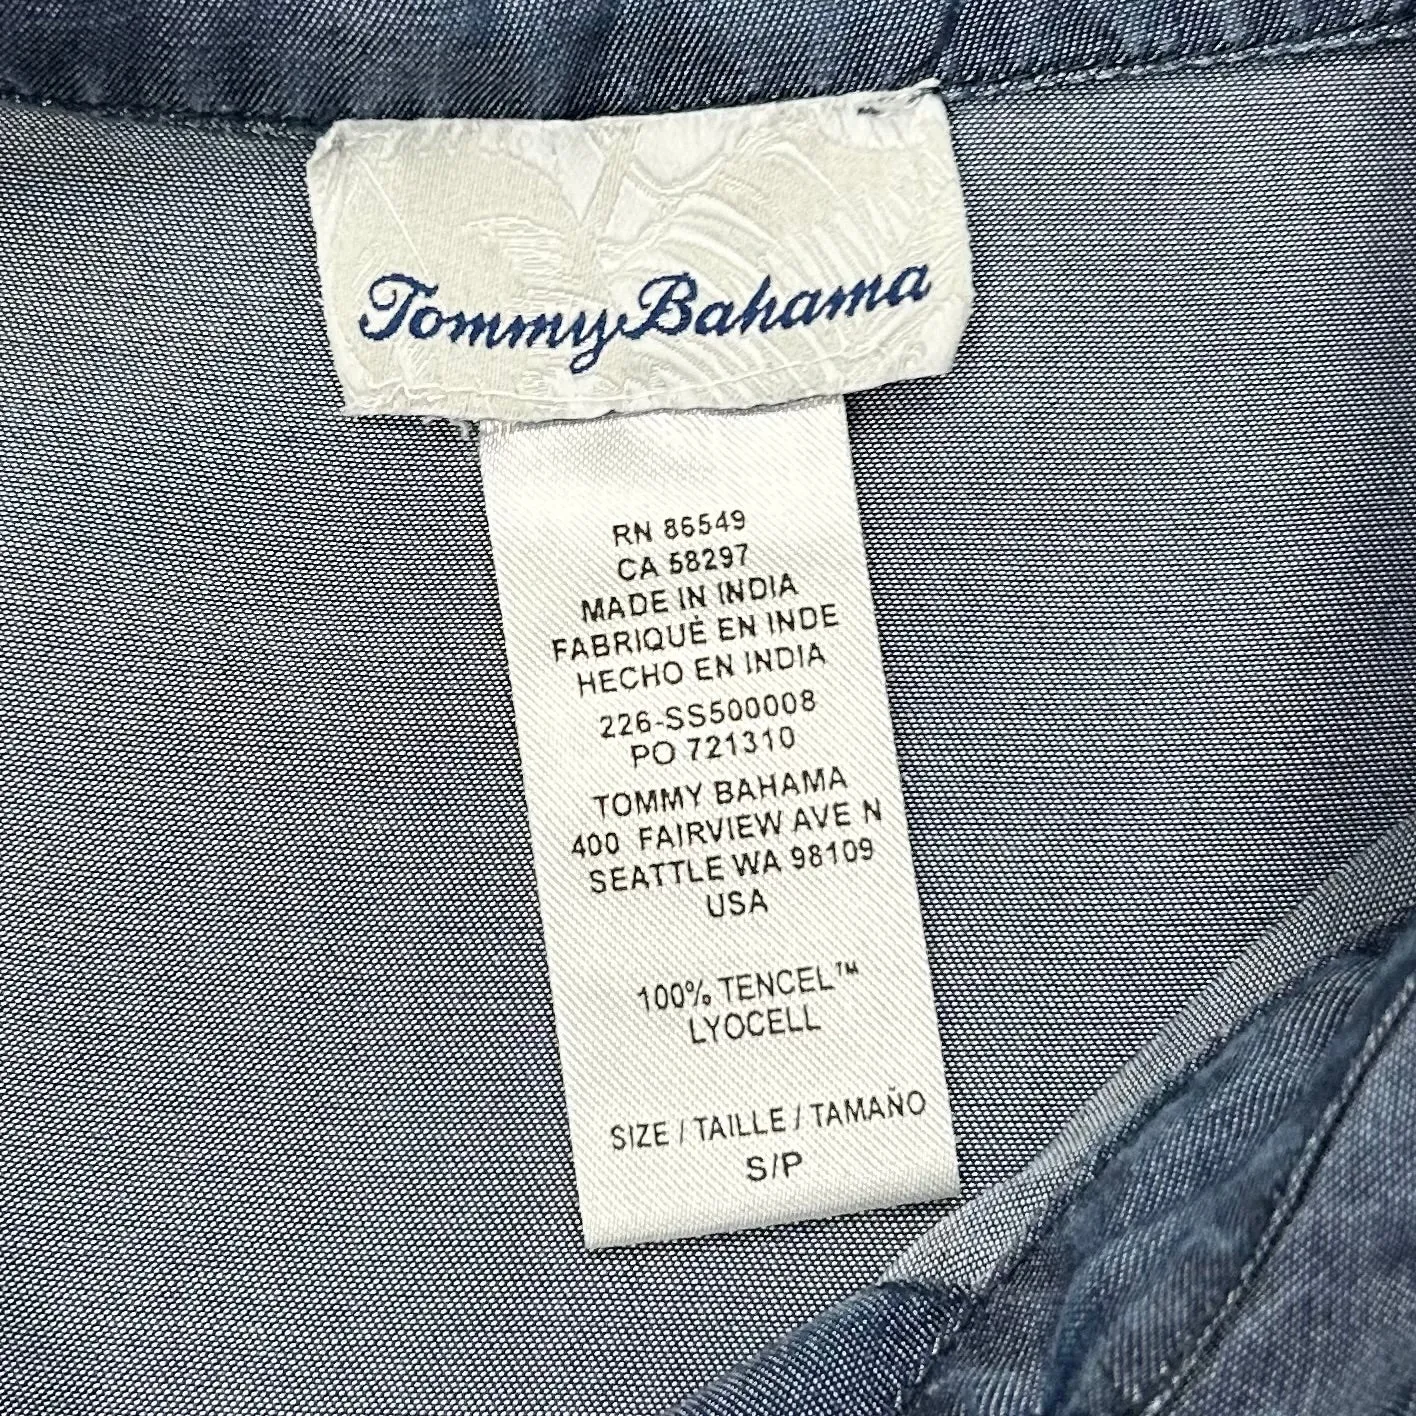 Tommy Bahama
RN 86549
CA 58297
MADE IN INDIA
FABRIQUÉ EN INDE
HECHO EN INDIA
226-SS500008
PO 721310
TOMMY BAHAMA
400 FAIRVIEW AVE N
SEATTLE WA 98109
USA
100% TENCEL™
LYOCELL
SIZE / TAILLE / TAMAÑO
S/P